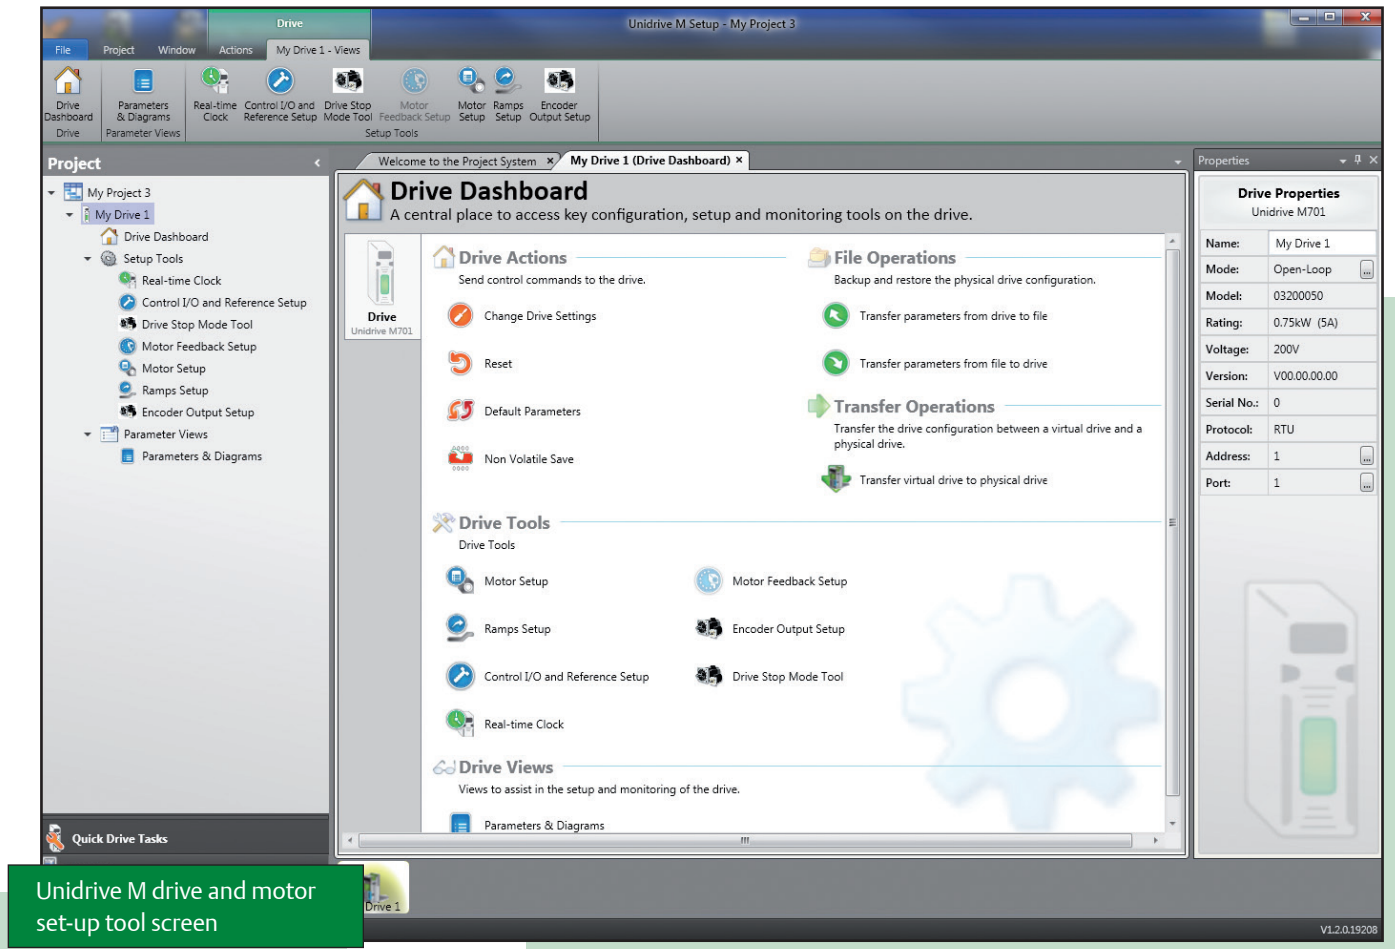 Drive
Unidrive M Setup - My Project 3
File
Project
Window
Actions
My Drive 1 - Views
Drive
Dashboard
Parameters
& Diagrams
Real-time
Clock
Control I/O and
Reference Setup
Drive Stop
Mode Tool
Motor
Feedback Setup
Motor
Setup
Ramps
Setup
Encoder
Output Setup
Drive
Parameter Views
Setup Tools
Project
My Project 3
My Drive 1
Drive Dashboard
Setup Tools
Real-time Clock
Control I/O and Reference Setup
Drive Stop Mode Tool
Motor Feedback Setup
Motor Setup
Ramps Setup
Encoder Output Setup
Parameter Views
Parameters & Diagrams
Quick Drive Tasks
Welcome to the Project System
My Drive 1 (Drive Dashboard)
Drive Dashboard
A central place to access key configuration, setup and monitoring tools on the drive.
Drive
Unidrive M701
Drive Actions
Send control commands to the drive.
Change Drive Settings
Reset
Default Parameters
Non Volatile Save
File Operations
Backup and restore the physical drive configuration.
Transfer parameters from drive to file
Transfer parameters from file to drive
Transfer Operations
Transfer the drive configuration between a virtual drive and a
physical drive.
Transfer virtual drive to physical drive
Drive Tools
Drive Tools
Motor Setup
Motor Feedback Setup
Ramps Setup
Encoder Output Setup
Control I/O and Reference Setup
Drive Stop Mode Tool
Real-time Clock
Drive Views
Views to assist in the setup and monitoring of the drive.
Parameters & Diagrams
Properties
Drive Properties
Unidrive M701
Name: My Drive 1
Mode: Open-Loop ...
Model: 03200050
Rating: 0.75kW (5A)
Voltage: 200V
Version: V00.00.00.00
Serial No.: 0
Protocol: RTU
Address: 1 ...
Port: 1 ...
Drive 1
Unidrive M drive and motor
set-up tool screen
V1.2.0.19208